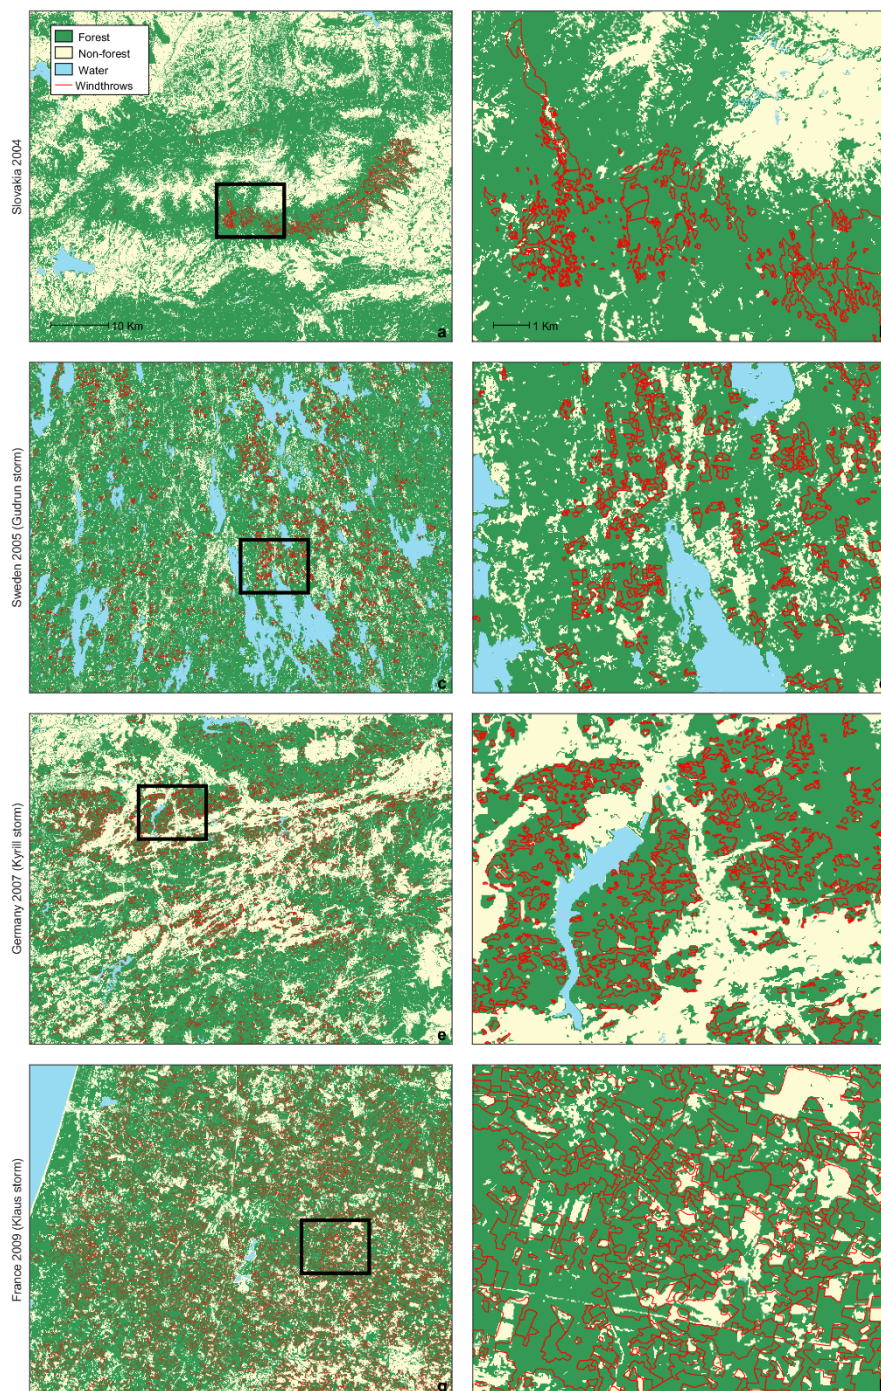 Forest
Non-forest
Water
Windthrows
Slovakia 2004
10 Km
a
1 Km
Sweden 2005 (Gudrun storm)
c
Germany 2007 (Kyrill storm)
e
France 2009 (Klaus storm)
g